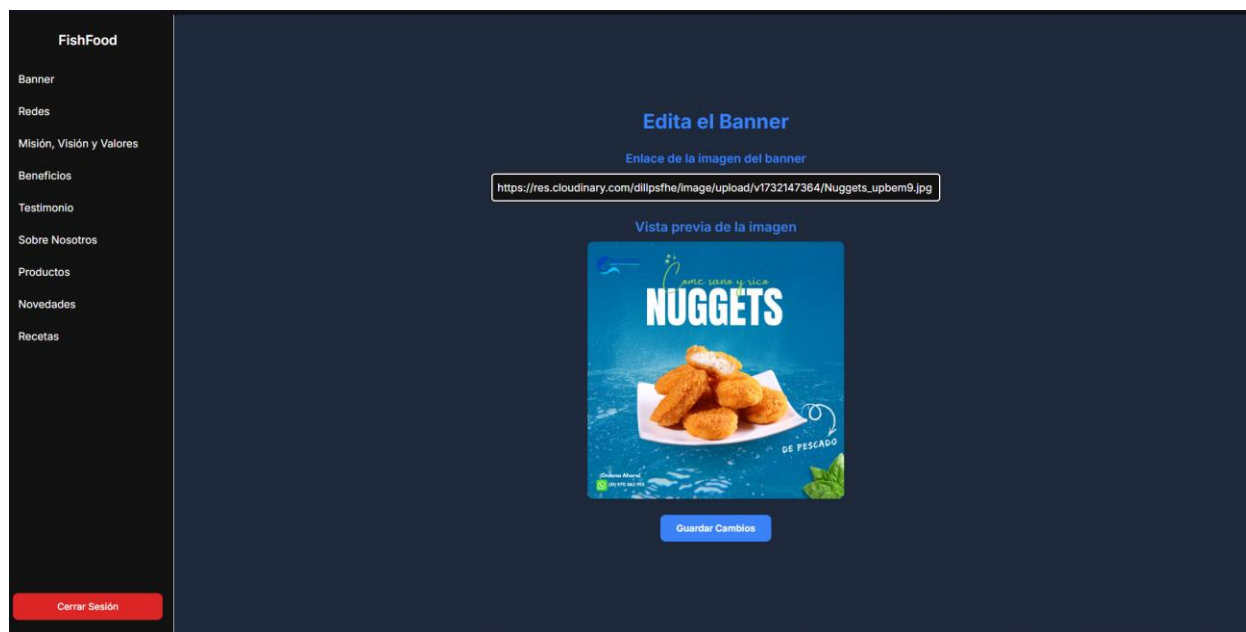 FishFood
Banner
Redes
Misión, Visión y Valores
Beneficios
Testimonio
Sobre Nosotros
Productos
Novedades
Recetas
Cerrar Sesión
Edita el Banner
Enlace de la imagen del banner
https://res.cloudinary.com/dillpsfhe/image/upload/v1732147364/Nuggets_upbem9.jpg
Vista previa de la imagen
Come sano y rico
NUGGETS
DE PESCADO
¡Ordena Ahora!
Guardar Cambios